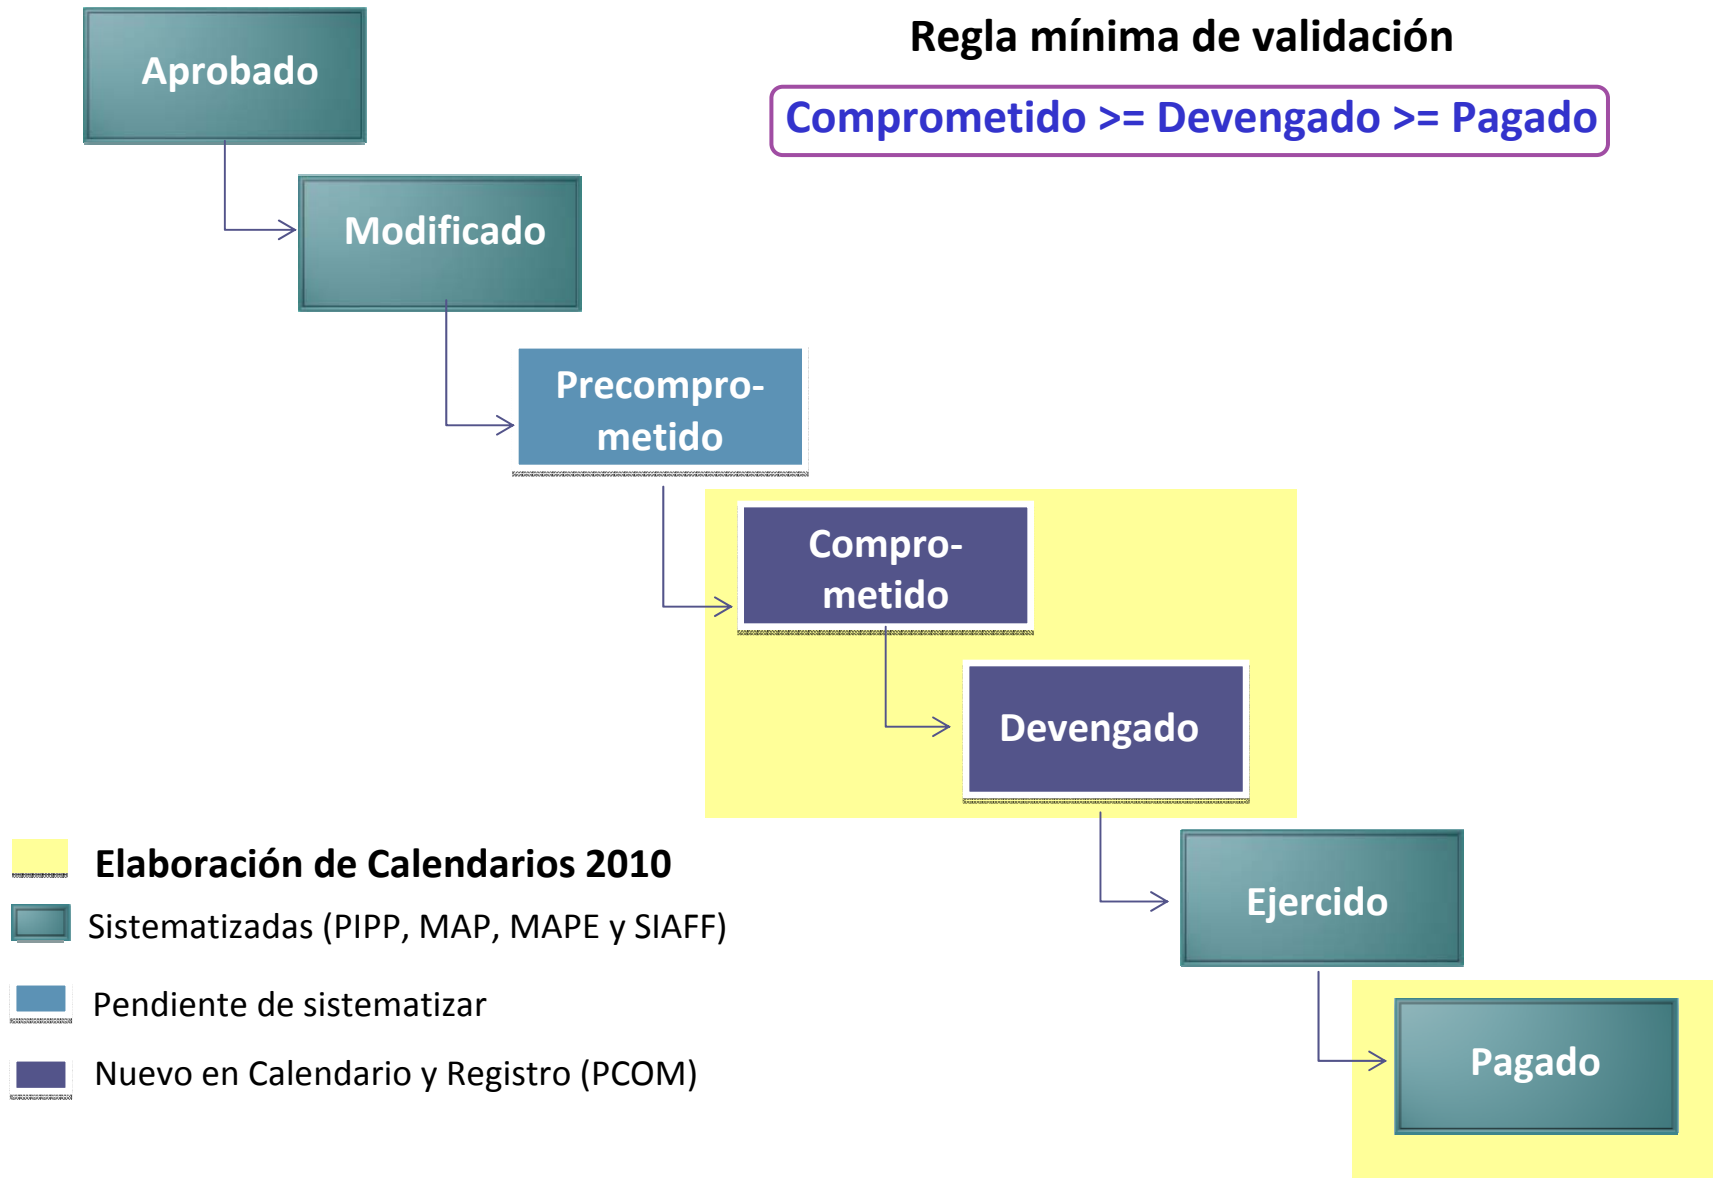 Regla mínima de validación
Comprometido >= Devengado >= Pagado
Aprobado
Modificado
Precompro-
metido
Compro-
metido
Devengado
Ejercido
Pagado
Elaboración de Calendarios 2010
Sistematizadas (PIPP, MAP, MAPE y SIAFF)
Pendiente de sistematizar
Nuevo en Calendario y Registro (PCOM)